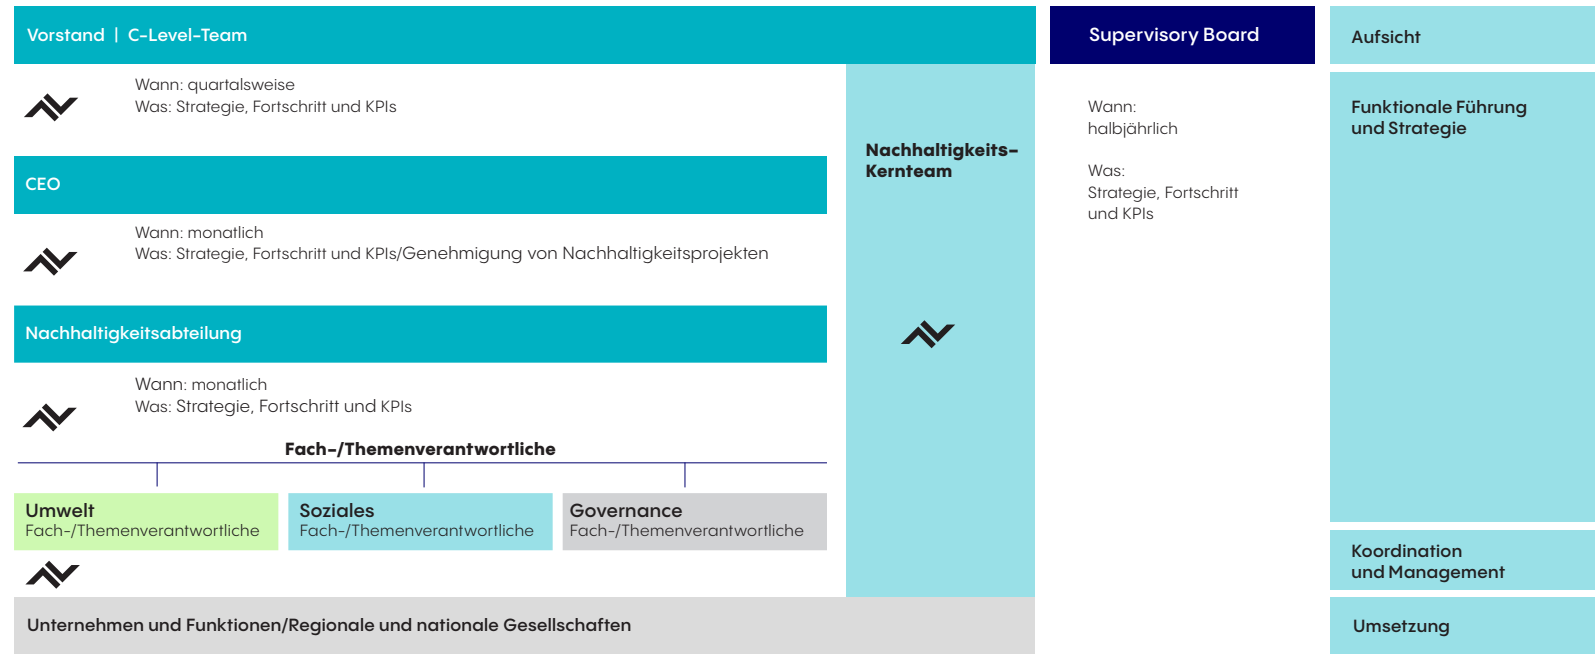 Vorstand | C-Level-Team
Wann: quartalsweise
Was: Strategie, Fortschritt und KPIs
CEO
Wann: monatlich
Was: Strategie, Fortschritt und KPIs/Genehmigung von Nachhaltigkeitsprojekten
Nachhaltigkeitsabteilung
Wann: monatlich
Was: Strategie, Fortschritt und KPIs
Fach-/Themenverantwortliche
Umwelt
Fach-/Themenverantwortliche
Soziales
Fach-/Themenverantwortliche
Governance
Fach-/Themenverantwortliche
Unternehmen und Funktionen/Regionale und nationale Gesellschaften
Nachhaltigkeits-
Kernteam
Supervisory Board
Wann:
halbjährlich
Was:
Strategie, Fortschritt
und KPIs
Aufsicht
Funktionale Führung
und Strategie
Koordination
und Management
Umsetzung